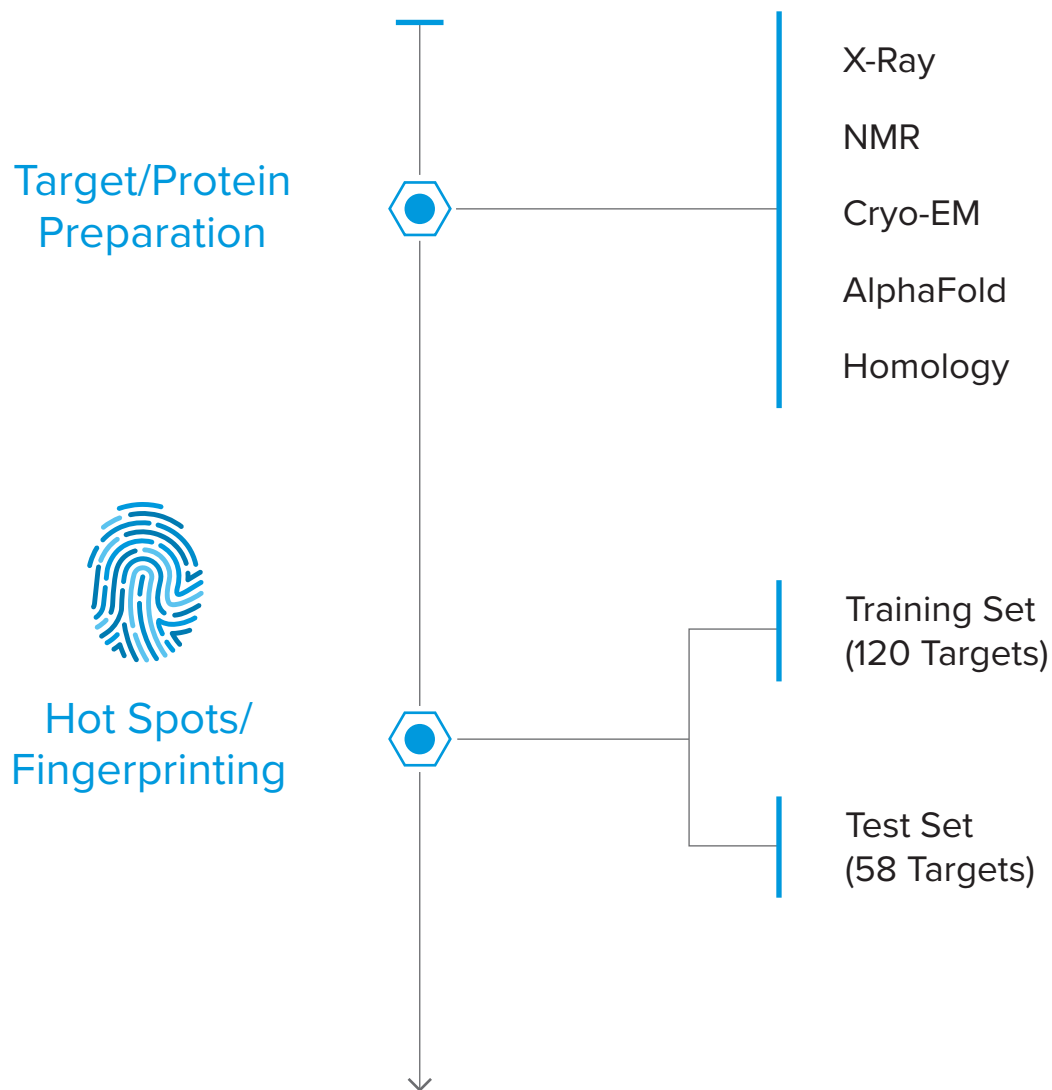 Target/Protein
Preparation
X-Ray
NMR
Cryo-EM
AlphaFold
Homology
Hot Spots/
Fingerprinting
Training Set
(120 Targets)
Test Set
(58 Targets)